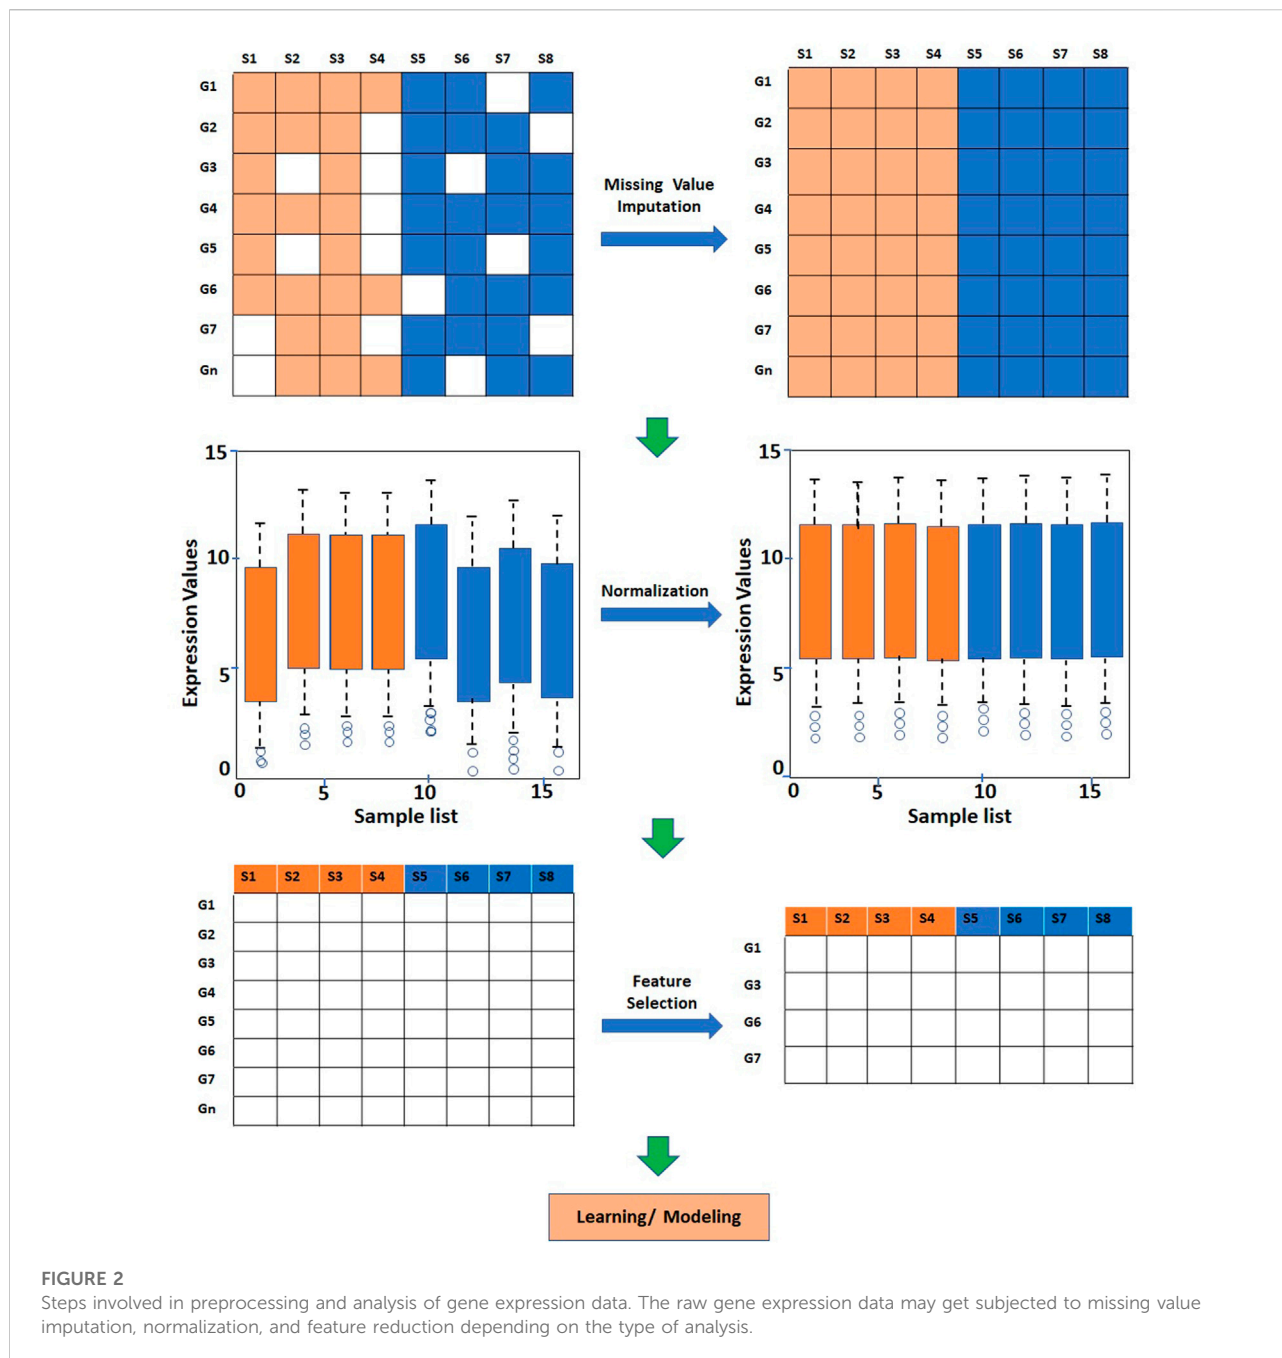 S1 S2 S3 S4 S5 S6 S7 S8
G1
G2
G3
G4
G5
G6
G7
Gn
Missing Value
Imputation
S1 S2 S3 S4 S5 S6 S7 S8
G1
G2
G3
G4
G5
G6
G7
Gn
15
10
5
0
Expression Values
0 5 10 15
Sample list
Normalization
15
10
5
0
Expression Values
0 5 10 15
Sample list
S1 S2 S3 S4 S5 S6 S7 S8
G1
G2
G3
G4
G5
G6
G7
Gn
Feature
Selection
S1 S2 S3 S4 S5 S6 S7 S8
G1
G3
G6
G7
Learning/ Modeling
FIGURE 2
Steps involved in preprocessing and analysis of gene expression data. The raw gene expression data may get subjected to missing value
imputation, normalization, and feature reduction depending on the type of analysis.